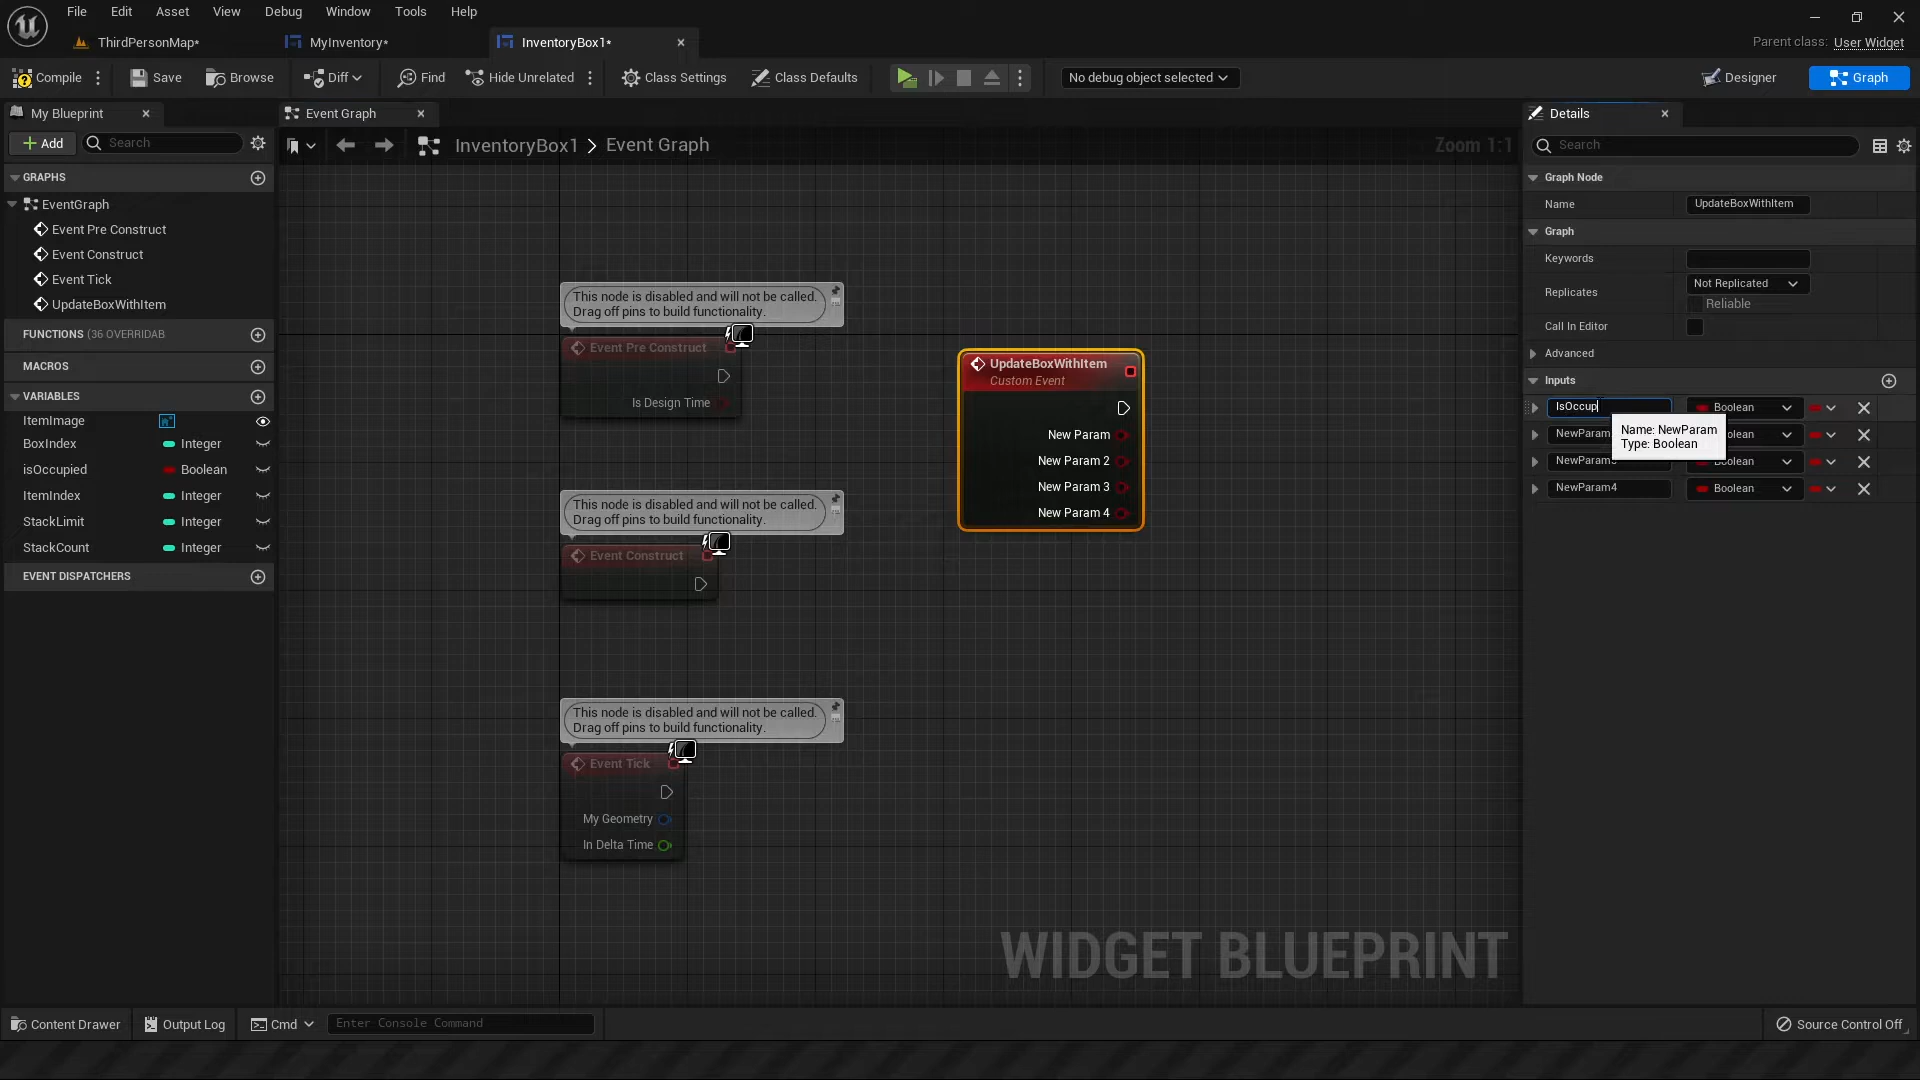 File Edit Asset View Debug Window Tools Help
ThirdPersonMap* MyInventory* InventoryBox1*
Parent class: User Widget
Compile Save Browse Diff Find Hide Unrelated Class Settings Class Defaults No debug object selected Designer Graph
My Blueprint
Add Search
GRAPHS
EventGraph
Event Pre Construct
Event Construct
Event Tick
UpdateBoxWithItem
FUNCTIONS (36 OVERRIDAB
MACROS
VARIABLES
ItemImage
BoxIndex Integer
isOccupied Boolean
ItemIndex Integer
StackLimit Integer
StackCount Integer
EVENT DISPATCHERS
Event Graph
InventoryBox1 > Event Graph
Zoom 1:1
This node is disabled and will not be called.
Drag off pins to build functionality.
Event Pre Construct
Is Design Time
This node is disabled and will not be called.
Drag off pins to build functionality.
Event Construct
This node is disabled and will not be called.
Drag off pins to build functionality.
Event Tick
My Geometry
In Delta Time
UpdateBoxWithItem
Custom Event
New Param
New Param 2
New Param 3
New Param 4
WIDGET BLUEPRINT
Details
Search
Graph Node
Name UpdateBoxWithItem
Graph
Keywords
Replicates Not Replicated
Reliable
Call In Editor
Advanced
Inputs
IsOccup Boolean
Name: NewParam
Type: Boolean
NewParam4 Boolean
Content Drawer Output Log Cmd Enter Console Command Source Control Off